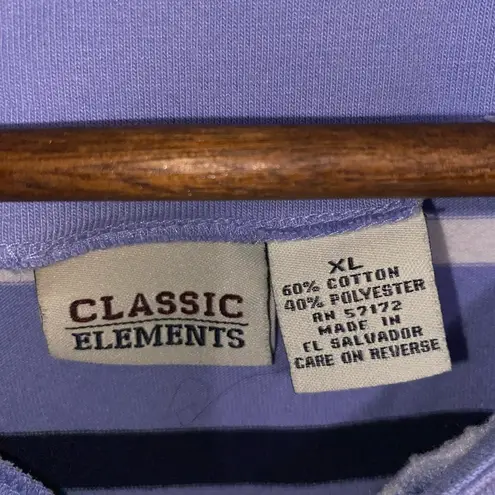 CLASSIC
ELEMENTS
XL
60% COTTON
40% POLYESTER
RN 57172
MADE IN
EL SALVADOR
CARE ON REVERSE